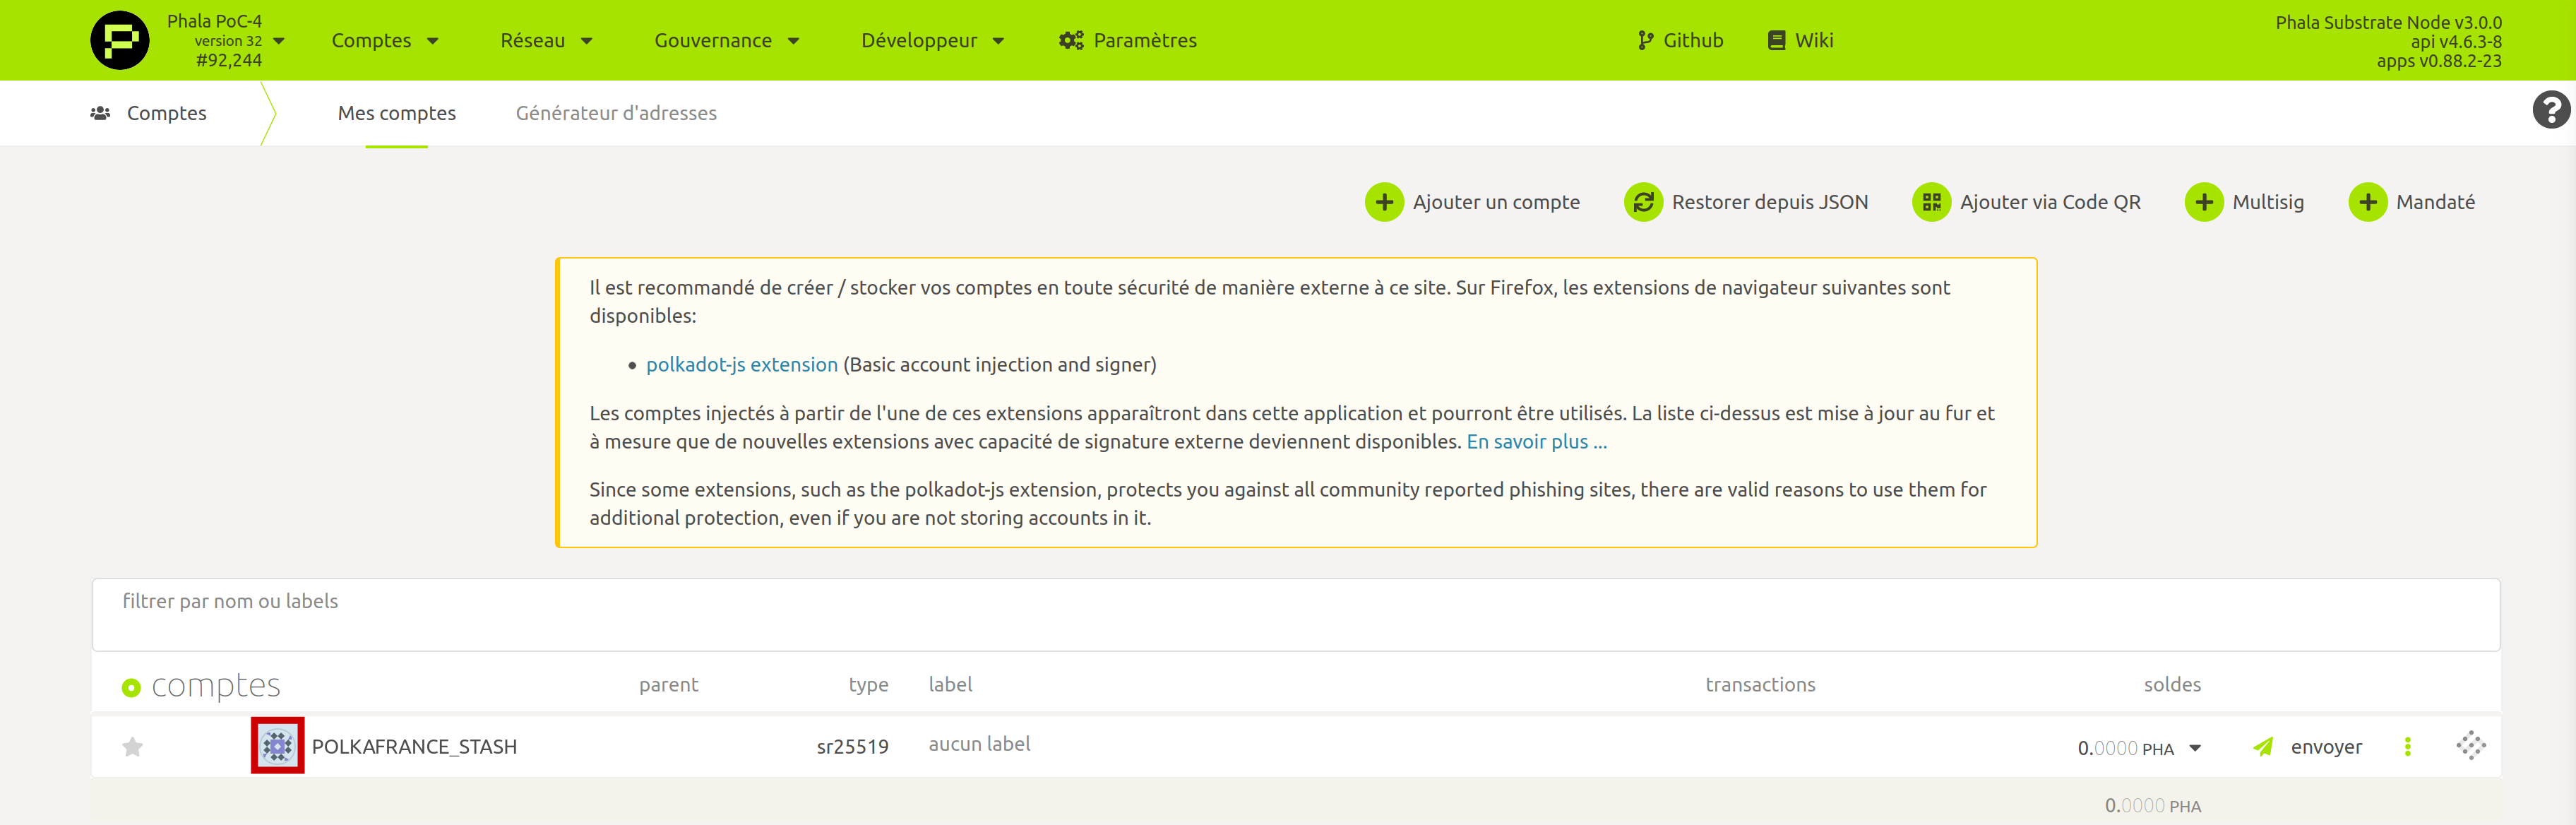 Phala PoC-4
version 32
#92,244
Comptes
Réseau
Gouvernance
Développeur
Paramètres
Github
Wiki
Phala Substrate Node v3.0.0
api v4.6.3-8
apps v0.88.2-23
Comptes
Mes comptes
Générateur d'adresses
Ajouter un compte
Restorer depuis JSON
Ajouter via Code QR
Multisig
Mandaté
Il est recommandé de créer / stocker vos comptes en toute sécurité de manière externe à ce site. Sur Firefox, les extensions de navigateur suivantes sont
disponibles:
• polkadot-js extension (Basic account injection and signer)
Les comptes injectés à partir de l'une de ces extensions apparaîtront dans cette application et pourront être utilisés. La liste ci-dessus est mise à jour au fur et
à mesure que de nouvelles extensions avec capacité de signature externe deviennent disponibles. En savoir plus ...
Since some extensions, such as the polkadot-js extension, protects you against all community reported phishing sites, there are valid reasons to use them for
additional protection, even if you are not storing accounts in it.
filtrer par nom ou labels
comptes parent type label transactions soldes
POLKAFRANCE_STASH sr25519 aucun label 0.0000 PHA envoyer
0.0000 PHA